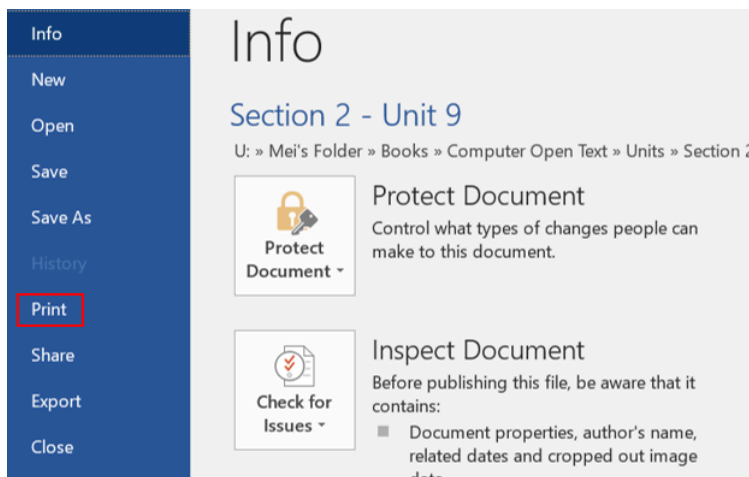 Info
New
Open
Save
Save As
History
Print
Share
Export
Close
Info
Section 2 - Unit 9
U: » Mei's Folder » Books » Computer Open Text » Units » Section 2
Protect
Document
Protect Document
Control what types of changes people can
make to this document.
Check for
Issues
Inspect Document
Before publishing this file, be aware that it
contains:
Document properties, author's name,
related dates and cropped out image